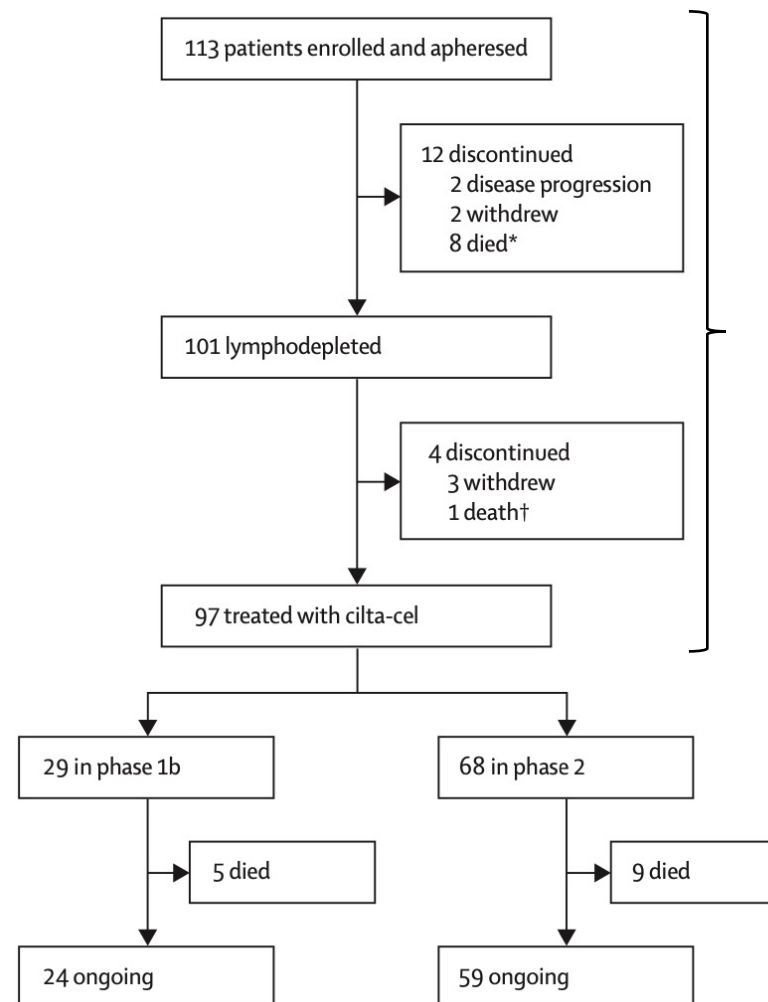 113 patients enrolled and apheresed
12 discontinued
2 disease progression
2 withdrew
8 died*
101 lymphodepleted
4 discontinued
3 withdrew
1 death†
97 treated with cilta-cel
29 in phase 1b
68 in phase 2
5 died
9 died
24 ongoing
59 ongoing